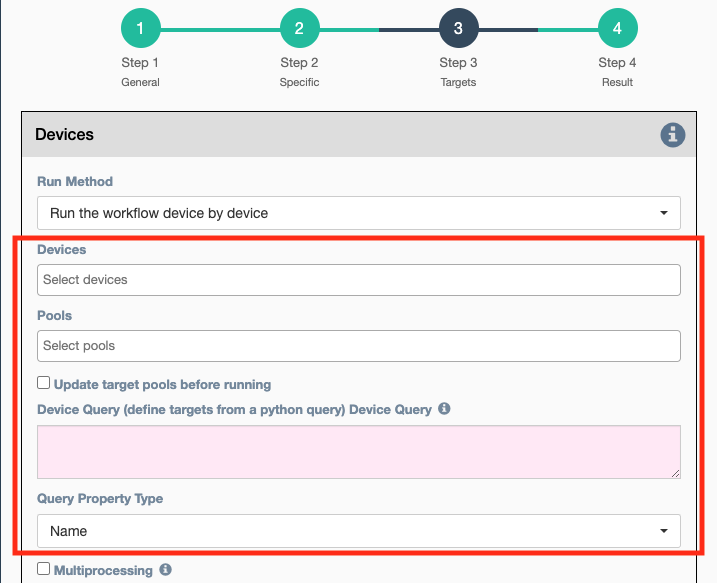 1 2 3 4
Step 1 Step 2 Step 3 Step 4
General Specific Targets Result
Devices
Run Method
Run the workflow device by device
Devices
Select devices
Pools
Select pools
Update target pools before running
Device Query (define targets from a python query) Device Query
Query Property Type
Name
Multiprocessing